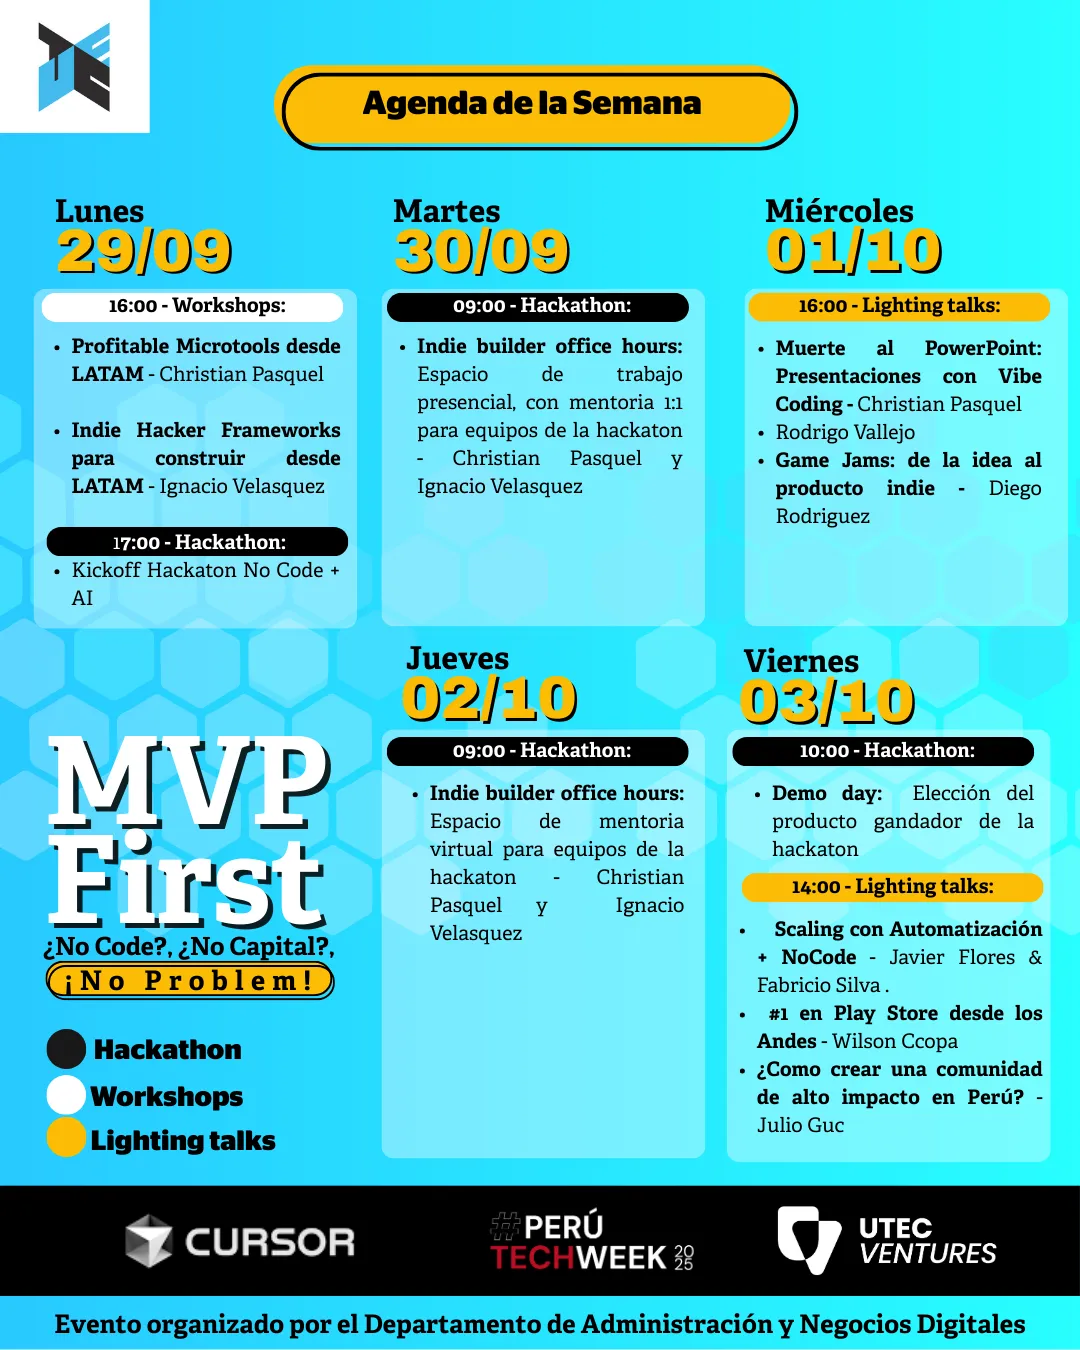 Agenda de la Semana
Lunes
29/09
16:00 - Workshops:
• Profitable Microtools desde
LATAM - Christian Pasquel
• Indie Hacker Frameworks
para construir desde
LATAM - Ignacio Velasquez
17:00 - Hackathon:
• Kickoff Hackaton No Code +
AI
Martes
30/09
09:00 - Hackathon:
• Indie builder office hours:
Espacio de trabajo
presencial, con mentoria 1:1
para equipos de la hackaton
- Christian Pasquel y
Ignacio Velasquez
Miércoles
01/10
16:00 - Lighting talks:
• Muerte al PowerPoint:
Presentaciones con Vibe
Coding - Christian Pasquel
• Rodrigo Vallejo
• Game Jams: de la idea al
producto indie - Diego
Rodriguez
Jueves
02/10
09:00 - Hackathon:
• Indie builder office hours:
Espacio de mentoria
virtual para equipos de la
hackaton - Christian
Pasquel y Ignacio
Velasquez
Viernes
03/10
10:00 - Hackathon:
• Demo day: Elección del
producto gandador de la
hackaton
14:00 - Lighting talks:
• Scaling con Automatización
+ NoCode - Javier Flores &
Fabricio Silva .
• #1 en Play Store desde los
Andes - Wilson Ccopa
• ¿Como crear una comunidad
de alto impacto en Perú? -
Julio Guc
MVP
First
¿No Code?, ¿No Capital?,
¡No Problem!
Hackathon
Workshops
Lighting talks
CURSOR
#PERÚ
TECHWEEK 2025
UTEC
VENTURES
Evento organizado por el Departamento de Administración y Negocios Digitales